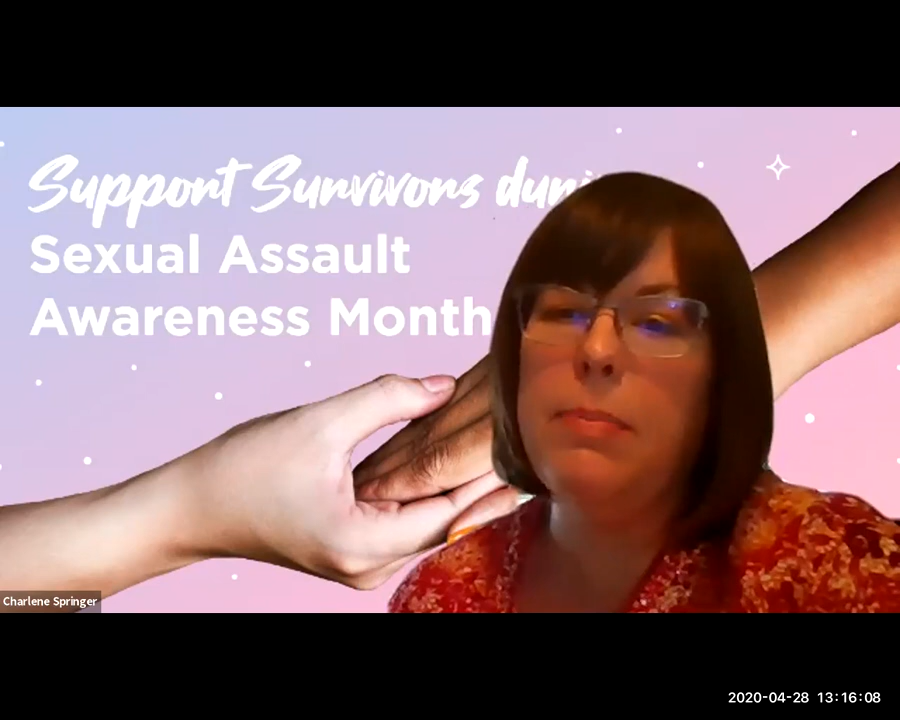 Support Survivors
Sexual Assault
Awareness Month
Charlene Springer
2020-04-28 13:16:08